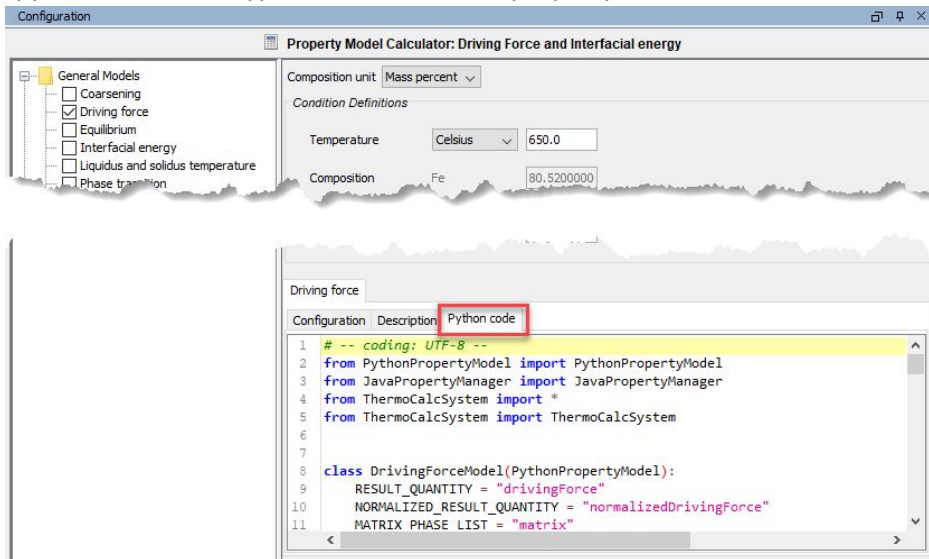 Configuration
Property Model Calculator: Driving Force and Interfacial energy
General Models
Coarsening
Driving force
Equilibrium
Interfacial energy
Liquidus and solidus temperature
Composition unit Mass percent
Condition Definitions
Temperature Celsius 650.0
Composition Fe 80.5200000
Driving force
Configuration Description Python code
1 # -- coding: UTF-8 --
2 from PythonPropertyModel import PythonPropertyModel
3 from JavaPropertyManager import JavaPropertyManager
4 from ThermoCalcSystem import *
5 from ThermoCalcSystem import ThermoCalcSystem
6
7
8 class DrivingForceModel(PythonPropertyModel):
9 RESULT_QUANTITY = "drivingForce"
10 NORMALIZED_RESULT_QUANTITY = "normalizedDrivingForce"
11 MATRIX_PHASE_LIST = "matrix"